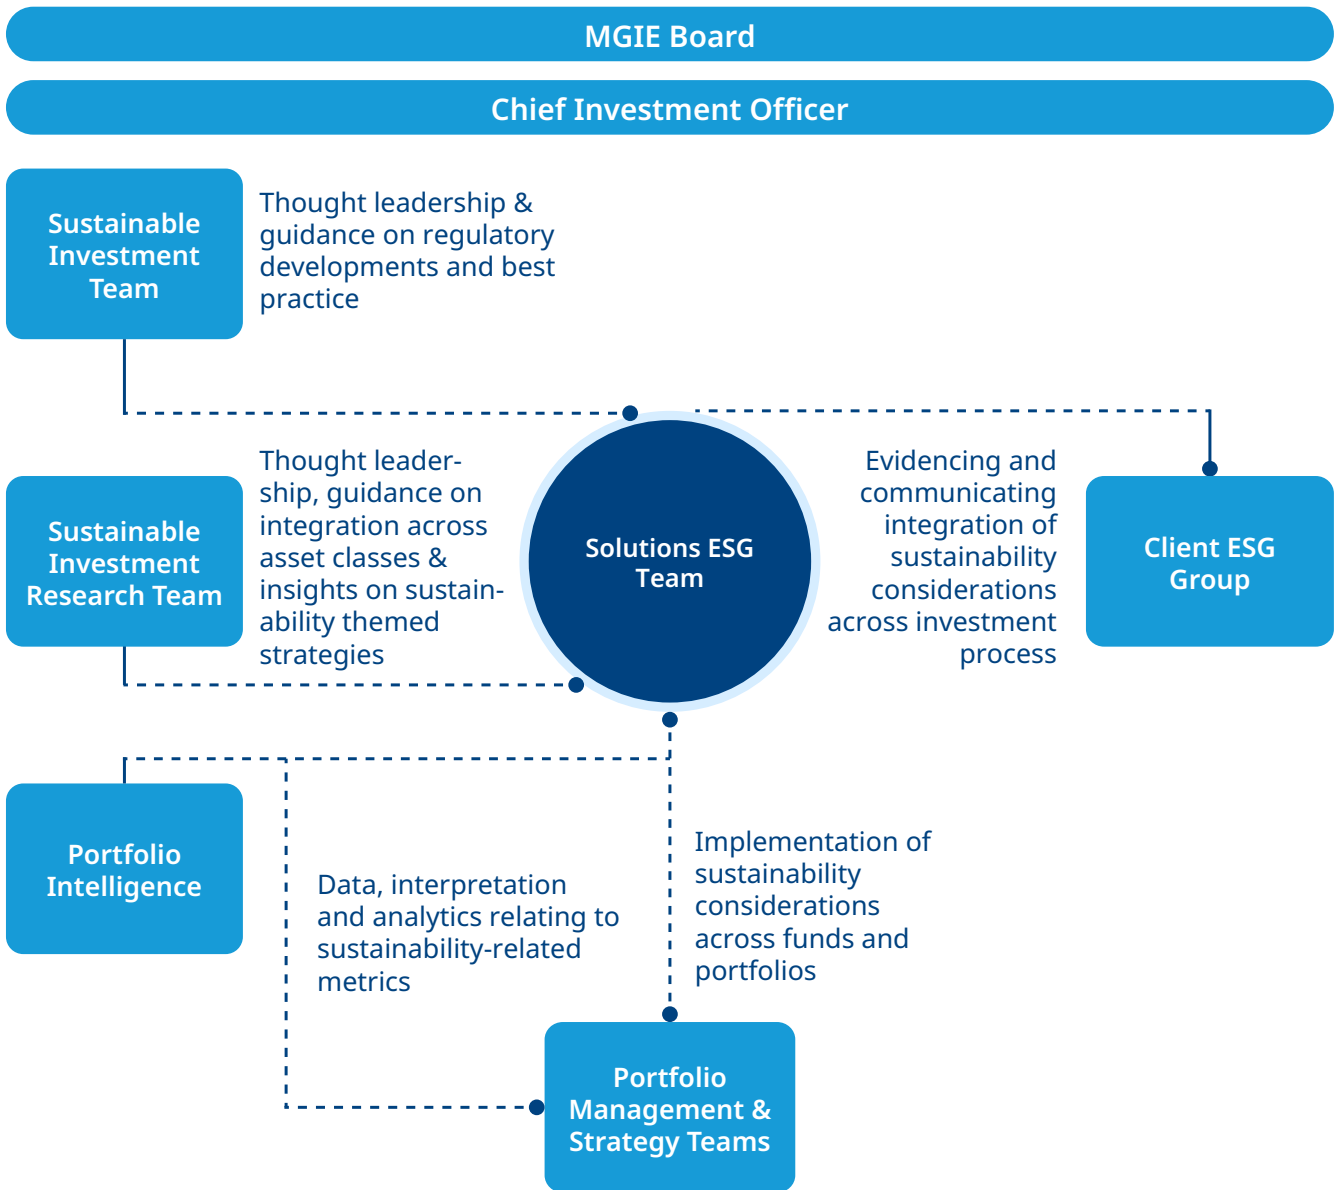 MGIE Board
Chief Investment Officer
Sustainable
Investment
Team
Thought leadership &
guidance on regulatory
developments and best
practice
Sustainable
Investment
Research Team
Thought leader-
ship, guidance on
integration across
asset classes &
insights on sustain-
ability themed
strategies
Solutions ESG
Team
Evidencing and
communicating
integration of
sustainability
considerations
across investment
process
Client ESG
Group
Portfolio
Intelligence
Data, interpretation
and analytics relating to
sustainability-related
metrics
Implementation of
sustainability
considerations
across funds and
portfolios
Portfolio
Management &
Strategy Teams